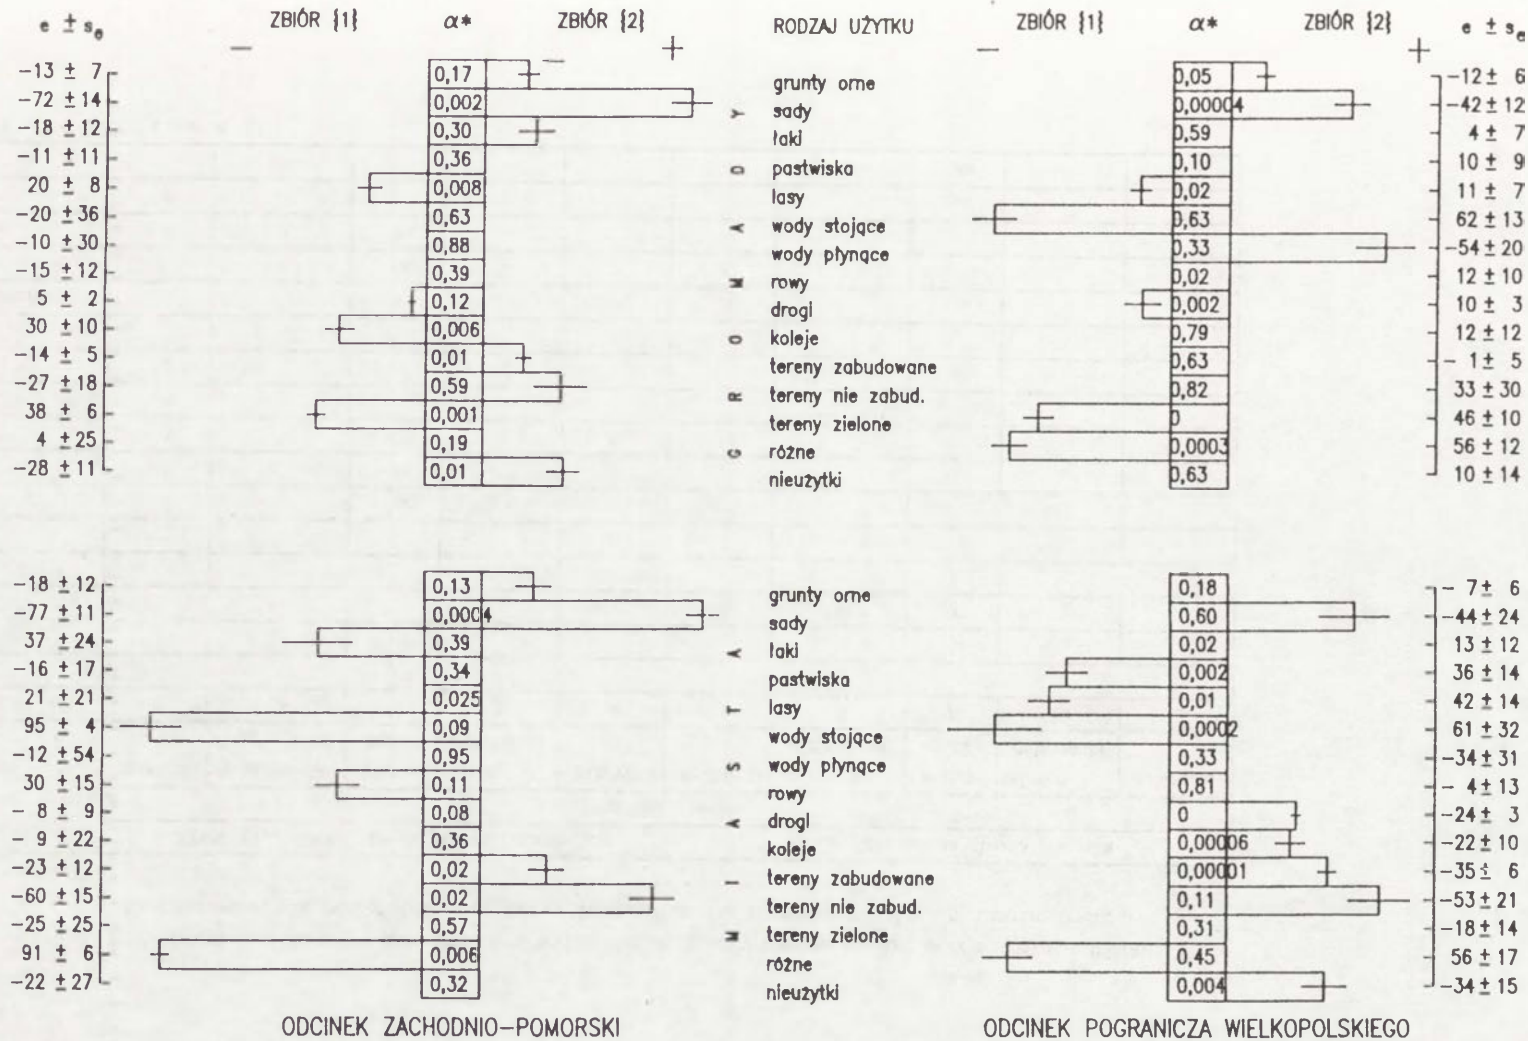 e ± sₑ ZBIÓR {1} α* ZBIÓR {2} RODZAJ UŻYTKU ZBIÓR {1} α* ZBIÓR {2} e ± sₑ
− + − +
-13 ± 7 0,17 grunty orne 0,05 -12 ± 6
-72 ± 14 0,002 sady 0,00004 -42 ± 12
-18 ± 12 0,30 łaki 0,59 4 ± 7
-11 ± 11 0,36 pastwiska 0,10 10 ± 9
20 ± 8 0,008 lasy 0,02 11 ± 7
-20 ± 36 0,63 wody stojące 0,63 62 ± 13
-10 ± 30 0,88 wody płynące 0,33 -54 ± 20
-15 ± 12 0,39 rowy 0,02 12 ± 10
5 ± 2 0,12 drogi 0,002 10 ± 3
30 ± 10 0,006 koleje 0,79 12 ± 12
-14 ± 5 0,01 tereny zabudowane 0,63 - 1 ± 5
-27 ± 18 0,59 tereny nie zabud. 0,82 33 ± 30
38 ± 6 0,001 tereny zielone 0 46 ± 10
4 ± 25 0,19 różne 0,0003 56 ± 12
-28 ± 11 0,01 nieużytki 0,63 10 ± 14
G R O M A D Y
-18 ± 12 0,13 grunty orne 0,18 - 7 ± 6
-77 ± 11 0,0004 sady 0,60 -44 ± 24
37 ± 24 0,39 łaki 0,02 13 ± 12
-16 ± 17 0,34 pastwiska 0,002 36 ± 14
21 ± 21 0,025 lasy 0,01 42 ± 14
95 ± 4 0,09 wody stojące 0,0002 61 ± 32
-12 ± 54 0,95 wody płynące 0,33 -34 ± 31
30 ± 15 0,11 rowy 0,81 - 4 ± 13
- 8 ± 9 0,08 drogi 0 -24 ± 3
- 9 ± 22 0,36 koleje 0,00006 -22 ± 10
-23 ± 12 0,02 tereny zabudowane 0,00001 -35 ± 6
-60 ± 15 0,02 tereny nie zabud. 0,11 -53 ± 21
-25 ± 25 0,57 tereny zielone 0,31 -18 ± 14
91 ± 6 0,006 różne 0,45 56 ± 17
-22 ± 27 0,32 nieużytki 0,004 -34 ± 15
M I A S T A
ODCINEK ZACHODNIO-POMORSKI ODCINEK POGRANICZA WIELKOPOLSKIEGO